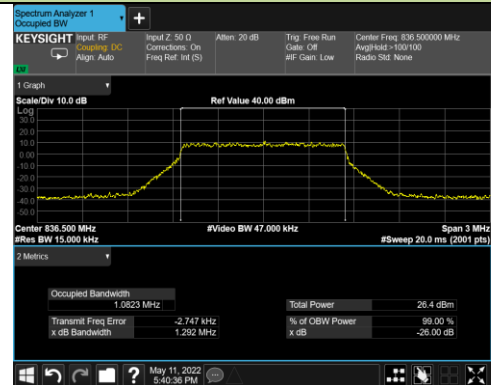 Spectrum Analyzer 1
Occupied BW
KEYSIGHT
Input: RF
Coupling: DC
Align: Auto
Input Z: 50 Ω
Corrections: On
Freq Ref: Int (S)
Atten: 20 dB
Trig: Free Run
Gate: Off
#IF Gain: Low
Center Freq: 836.500000 MHz
Avg|Hold:>100/100
Radio Std: None
LXI
1 Graph
Scale/Div 10.0 dB
Ref Value 40.00 dBm
Log
30.0
20.0
10.0
0.00
-10.0
-20.0
-30.0
-40.0
-50.0
Center 836.500 MHz
#Video BW 47.000 kHz
Span 3 MHz
#Res BW 15.000 kHz
#Sweep 20.0 ms (2001 pts)
2 Metrics
Occupied Bandwidth
1.0823 MHz
Total Power 26.4 dBm
Transmit Freq Error -2.747 kHz
% of OBW Power 99.00 %
x dB Bandwidth 1.292 MHz
x dB -26.00 dB
May 11, 2022
5:40:36 PM